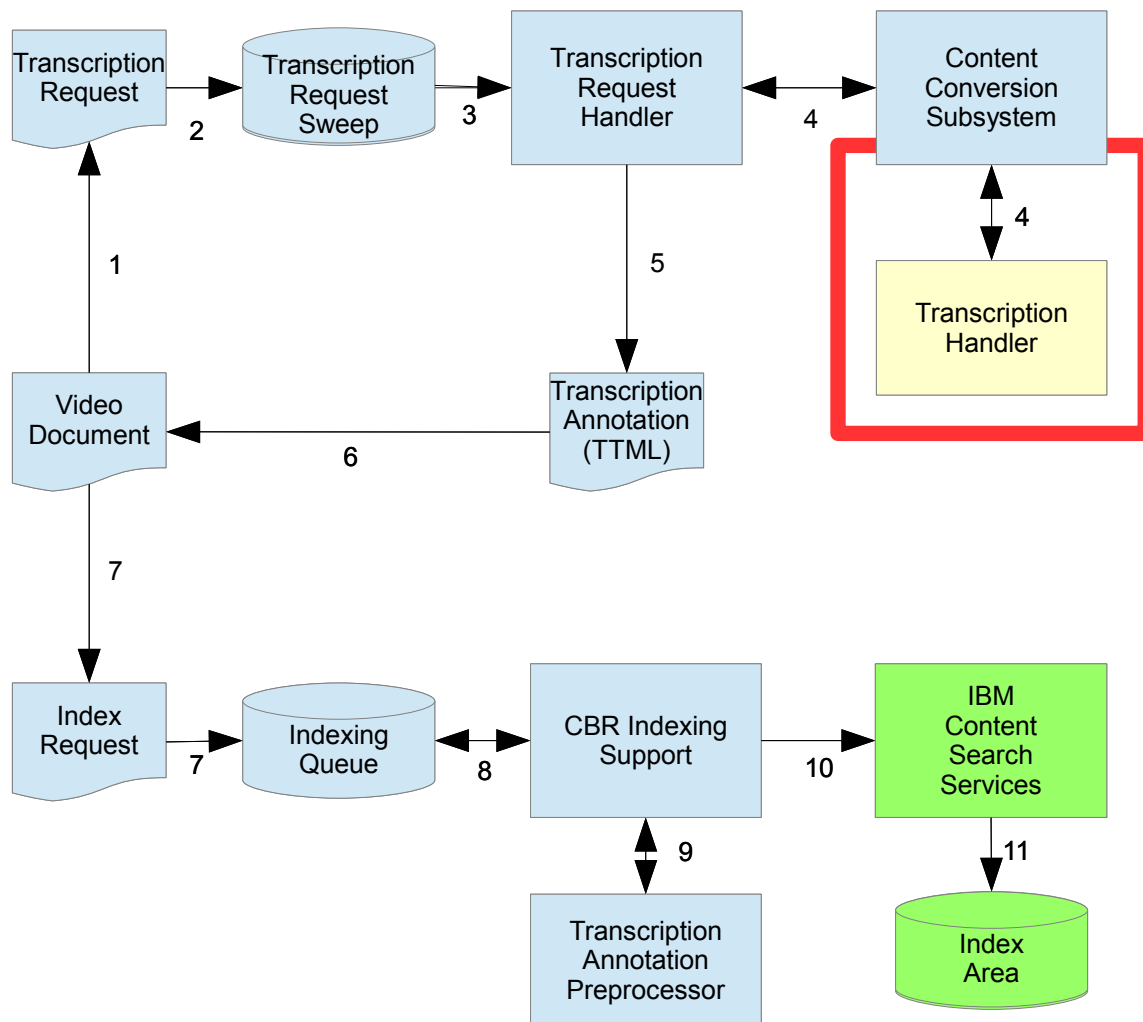 Transcription
Request
2
Transcription
Request
Sweep
3
Transcription
Request
Handler
4
Content
Conversion
Subsystem
4
Transcription
Handler
1
5
Video
Document
6
Transcription
Annotation
(TTML)
7
Index
Request
7
Indexing
Queue
8
CBR Indexing
Support
10
IBM
Content
Search
Services
9
11
Transcription
Annotation
Preprocessor
Index
Area